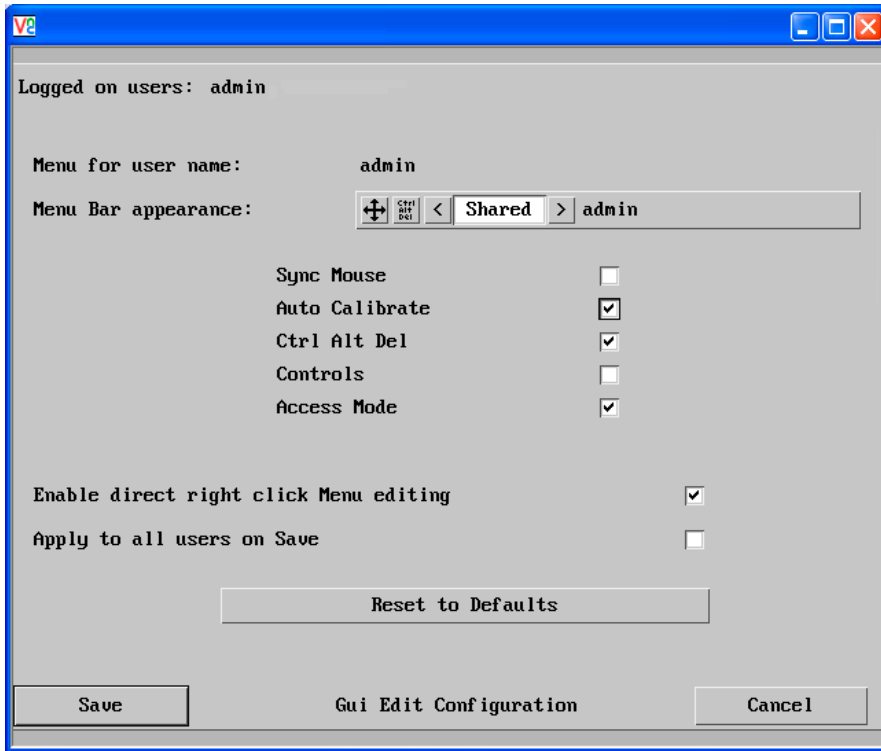 Logged on users: admin
Menu for user name: admin
Menu Bar appearance: Ctrl Alt Del < Shared > admin
Sync Mouse
Auto Calibrate
Ctrl Alt Del
Controls
Access Mode
Enable direct right click Menu editing
Apply to all users on Save
Reset to Defaults
Save Gui Edit Configuration Cancel